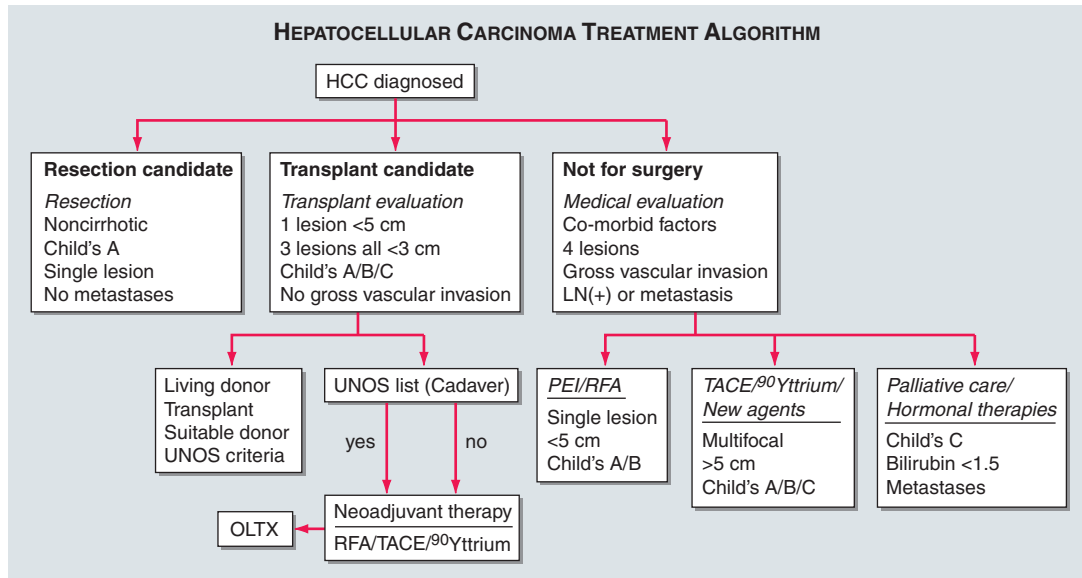 HEPATOCELLULAR CARCINOMA TREATMENT ALGORITHM
HCC diagnosed
Resection candidate
Resection
Noncirrhotic
Child's A
Single lesion
No metastases
Transplant candidate
Transplant evaluation
1 lesion <5 cm
3 lesions all <3 cm
Child's A/B/C
No gross vascular invasion
Not for surgery
Medical evaluation
Co-morbid factors
4 lesions
Gross vascular invasion
LN(+) or metastasis
Living donor
Transplant
Suitable donor
UNOS criteria
UNOS list (Cadaver)
yes
no
Neoadjuvant therapy
RFA/TACE/⁹⁰Yttrium
OLTX
PEI/RFA
Single lesion
<5 cm
Child's A/B
TACE/⁹⁰Yttrium/
New agents
Multifocal
>5 cm
Child's A/B/C
Palliative care/
Hormonal therapies
Child's C
Bilirubin <1.5
Metastases